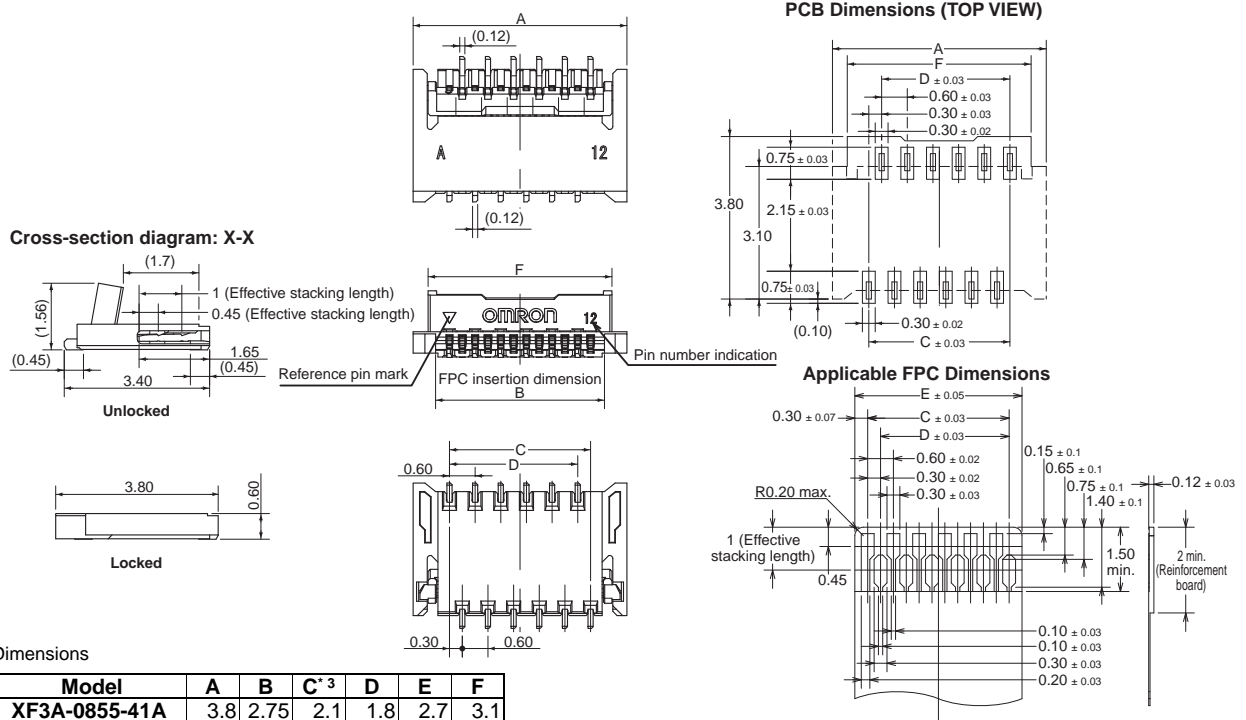 PCB Dimensions (TOP VIEW)
A
(0.12)
A
12
(0.12)
A
F
D ± 0.03
0.60 ± 0.03
0.30 ± 0.03
0.30 ± 0.02
0.75 ± 0.03
3.80
2.15 ± 0.03
3.10
0.75 ± 0.03
(0.10)
0.30 ± 0.02
C ± 0.03
Cross-section diagram: X-X
(1.7)
1 (Effective stacking length)
0.45 (Effective stacking length)
(1.56)
(0.45)
1.65
(0.45)
3.40
Unlocked
F
OMRON
12
Reference pin mark
FPC insertion dimension
B
Pin number indication
3.80
0.60
Locked
C
D
0.60
0.30
0.60
Applicable FPC Dimensions
E ± 0.05
0.30 ± 0.07
C ± 0.03
D ± 0.03
0.60 ± 0.02
0.30 ± 0.02
0.30 ± 0.03
0.15 ± 0.1
0.65 ± 0.1
0.75 ± 0.1
1.40 ± 0.1
0.12 ± 0.03
R0.20 max.
1 (Effective
stacking length)
0.45
1.50
min.
2 min.
(Reinforcement
board)
0.10 ± 0.03
0.10 ± 0.03
0.30 ± 0.03
0.20 ± 0.03
Dimensions
Model A B C*3 D E F
XF3A-0855-41A 3.8 2.75 2.1 1.8 2.7 3.1